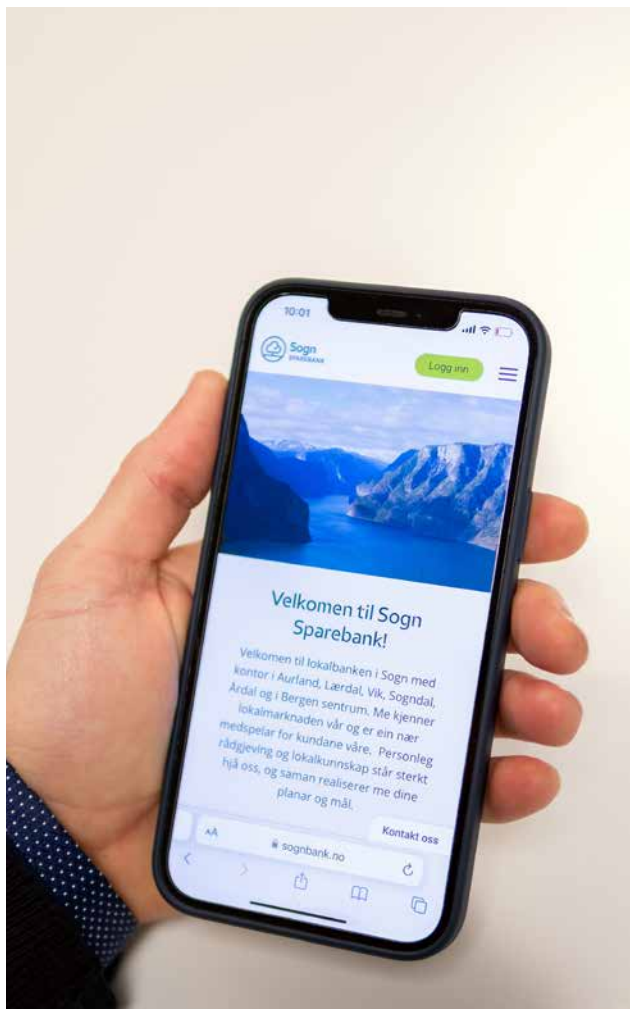 10:01
Sogn
SPAREBANK
Logg inn
Velkomen til Sogn
Sparebank!
Velkomen til lokalbanken i Sogn med
kontor i Aurland, Lærdal, Vik, Sogndal,
Årdal og i Bergen sentrum. Me kjenner
lokalmarknaden vår og er ein nær
medspelar for kundane våre. Personleg
rådgjeving og lokalkunnskap står sterkt
hjå oss, og saman realiserer me dine
planar og mål.
Kontakt oss
AA
sognbank.no